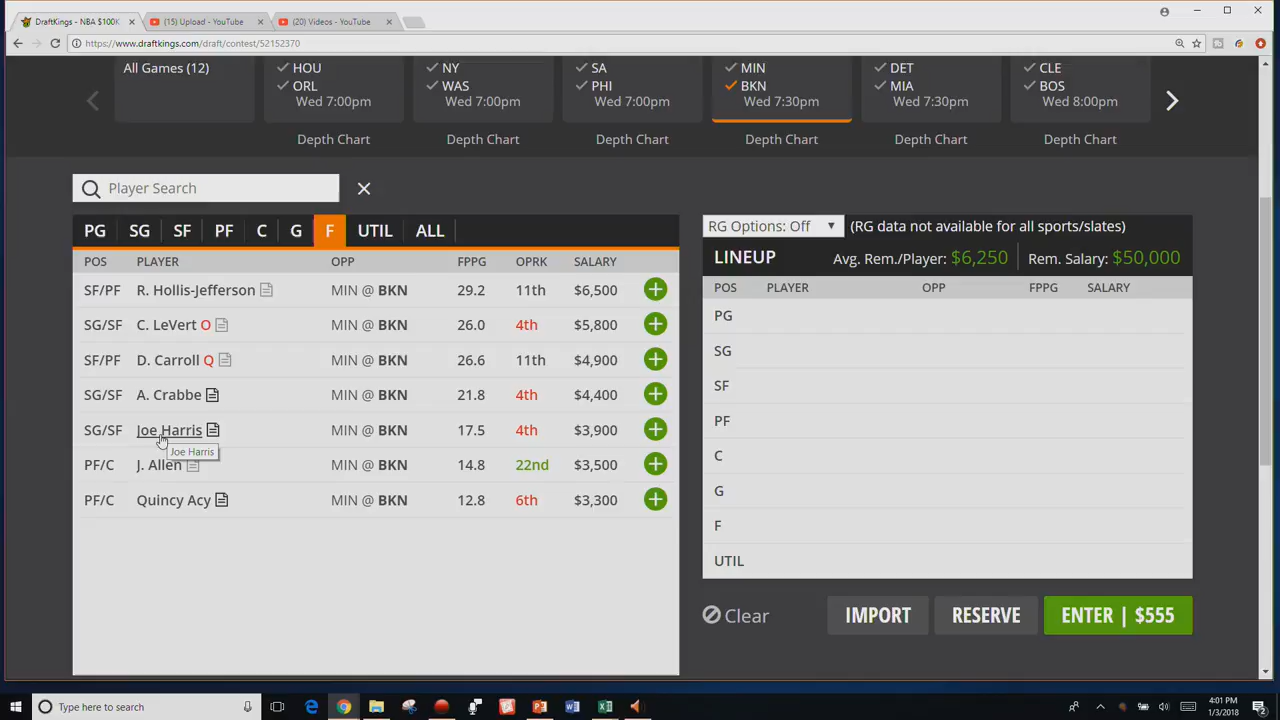 DraftKings - NBA $100K
(15) Upload - YouTube
(20) Videos - YouTube
https://www.draftkings.com/draft/contest/52152370
All Games (12)
HOU
ORL
Wed 7:00pm
NY
WAS
Wed 7:00pm
SA
PHI
Wed 7:00pm
MIN
BKN
Wed 7:30pm
DET
MIA
Wed 7:30pm
CLE
BOS
Wed 8:00pm
Depth Chart Depth Chart Depth Chart Depth Chart Depth Chart Depth Chart
Player Search
PG SG SF PF C G F UTIL ALL
POS PLAYER OPP FPPG OPRK SALARY
SF/PF R. Hollis-Jefferson MIN @ BKN 29.2 11th $6,500
SG/SF C. LeVert O MIN @ BKN 26.0 4th $5,800
SF/PF D. Carroll Q MIN @ BKN 26.6 11th $4,900
SG/SF A. Crabbe MIN @ BKN 21.8 4th $4,400
SG/SF Joe Harris MIN @ BKN 17.5 4th $3,900
Joe Harris
PF/C J. Allen MIN @ BKN 14.8 22nd $3,500
PF/C Quincy Acy MIN @ BKN 12.8 6th $3,300
RG Options: Off (RG data not available for all sports/slates)
LINEUP Avg. Rem./Player: $6,250 Rem. Salary: $50,000
POS PLAYER OPP FPPG SALARY
PG
SG
SF
PF
C
G
F
UTIL
Clear IMPORT RESERVE ENTER | $555
Type here to search
4:01 PM
1/3/2018
2